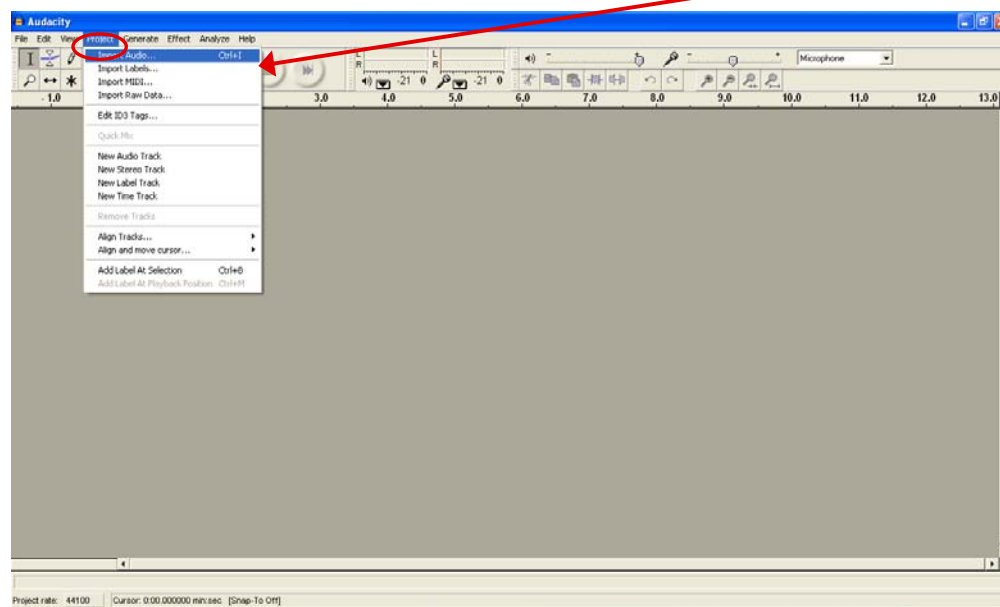 Audacity
File Edit View Project Generate Effect Analyze Help
Import Audio... Ctrl+I
Import Labels...
Import MIDI...
Import Raw Data...
Edit ID3 Tags...
Quick Mix
New Audio Track
New Stereo Track
New Label Track
New Time Track
Remove Tracks
Align Tracks...
Align and move cursor...
Add Label At Selection Ctrl+B
Add Label At Playback Position Ctrl+M
L
R
L
R
-21 0
-21 0
Microphone
- 1.0 3.0 4.0 5.0 6.0 7.0 8.0 9.0 10.0 11.0 12.0 13.0
Project rate: 44100 Cursor: 0:00.000000 min:sec [Snap-To Off]